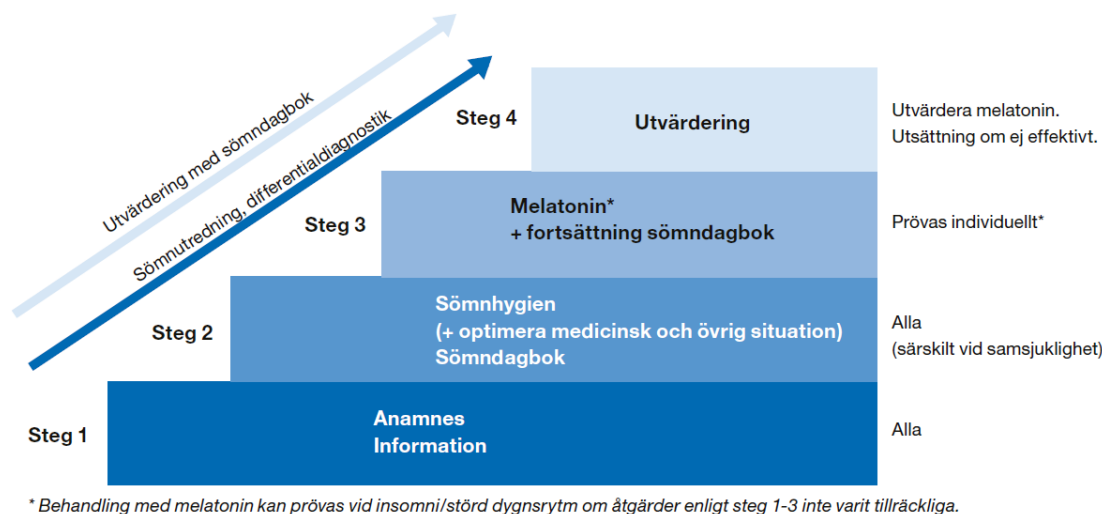 Utvärdering med sömndagbok
Sömnutredning, differentialdiagnostik
Steg 4
Utvärdering
Utvärdera melatonin.
Utsättning om ej effektivt.
Steg 3
Melatonin*
+ fortsättning sömndagbok
Prövas individuellt*
Steg 2
Sömnhygien
(+ optimera medicinsk och övrig situation)
Sömndagbok
Alla
(särskilt vid samsjuklighet)
Steg 1
Anamnes
Information
Alla
* Behandling med melatonin kan prövas vid insomni/störd dygnsrytm om åtgärder enligt steg 1-3 inte varit tillräckliga.